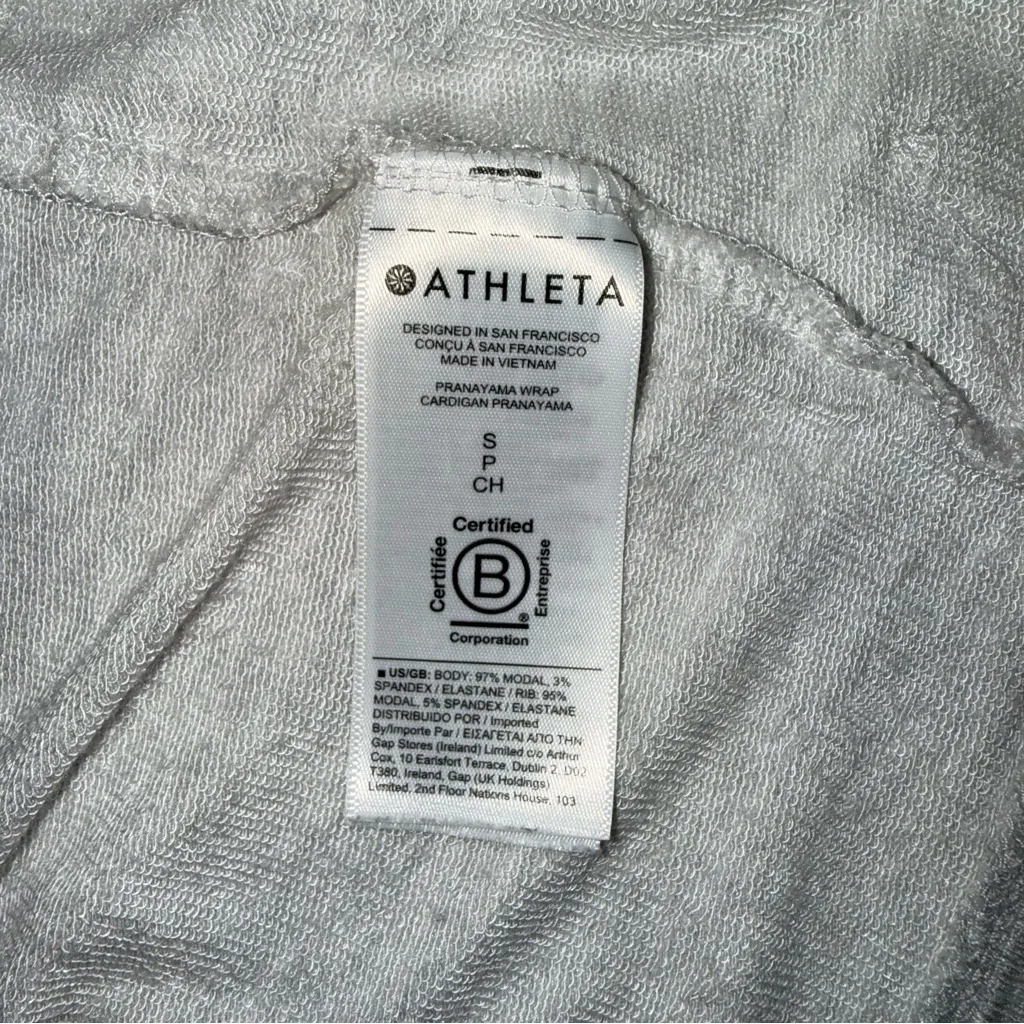 ATHLETA
DESIGNED IN SAN FRANCISCO
CONÇU À SAN FRANCISCO
MADE IN VIETNAM
PRANAYAMA WRAP
CARDIGAN PRANAYAMA
S
P
CH
Certified
Certifiée
B
Entreprise
®
Corporation
■ US/GB: BODY: 97% MODAL, 3%
SPANDEX / ELASTANE / RIB: 95%
MODAL, 5% SPANDEX / ELASTANE
DISTRIBUIDO POR / Imported
By/Importe Par / ΕΙΣΑΓΕΤΑΙ ΑΠΟ ΤΗΝ
Gap Stores (Ireland) Limited c/o Arthur
Cox, 10 Earlsfort Terrace, Dublin 2, D02
T380, Ireland, Gap (UK Holdings)
Limited, 2nd Floor Nations House, 103